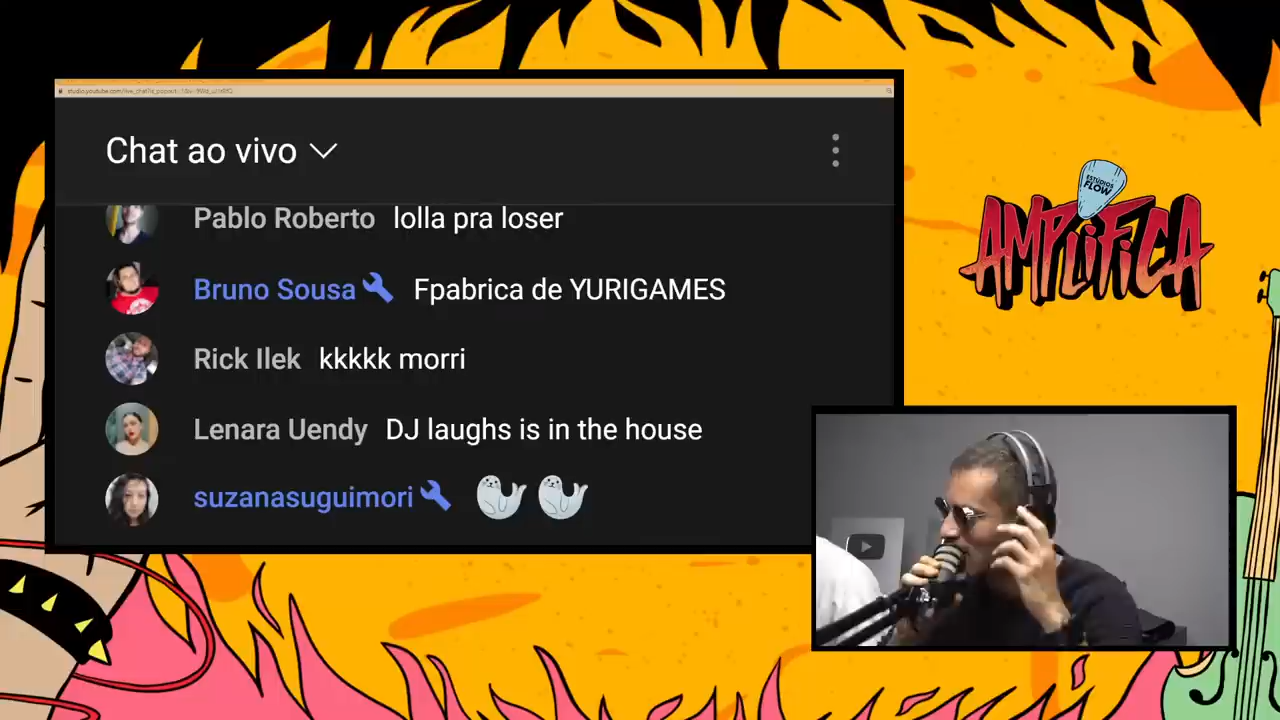 Chat ao vivo
Pablo Roberto lolla pra loser
Bruno Sousa Fpabrica de YURIGAMES
Rick Ilek kkkkk morri
Lenara Uendy DJ laughs is in the house
suzanasuguimori
ESTÚDIOS
FLOW
AMPLIFICA